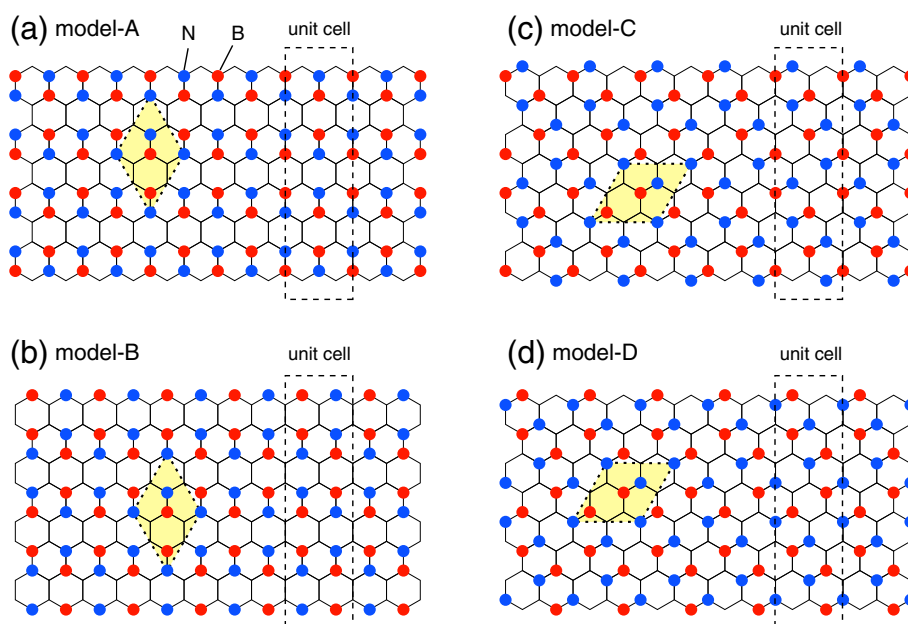 (a) model-A
N
B
unit cell
(c) model-C
unit cell
(b) model-B
unit cell
(d) model-D
unit cell